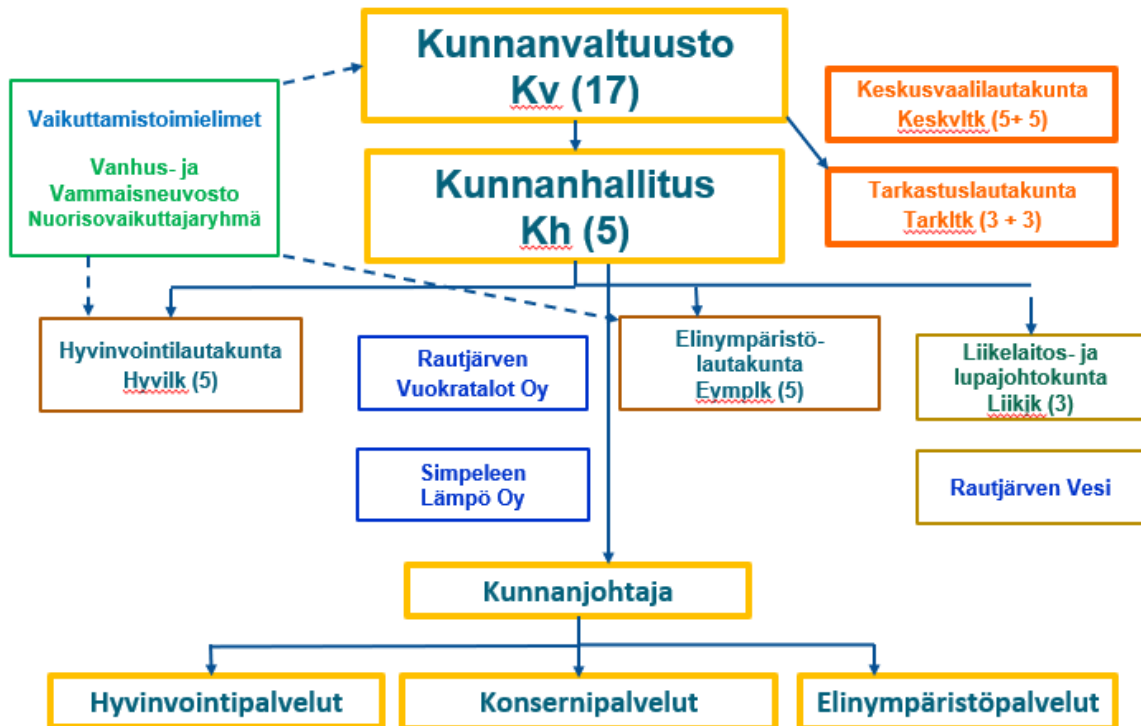 Kunnanvaltuusto
Kv (17)
Vaikuttamistoimielimet
Vanhus- ja
Vammaisneuvosto
Nuorisovaikuttajaryhmä
Keskusvaalilautakunta
Keskvltk (5+ 5)
Kunnanhallitus
Kh (5)
Tarkastuslautakunta
Tarkltk (3 + 3)
Hyvinvointilautakunta
Hyvilk (5)
Rautjärven
Vuokratalot Oy
Elinympäristö-
lautakunta
Eymplk (5)
Liikelaitos- ja
lupajohtokunta
Liikjk (3)
Simpeleen
Lämpö Oy
Rautjärven Vesi
Kunnanjohtaja
Hyvinvointipalvelut
Konsernipalvelut
Elinympäristöpalvelut